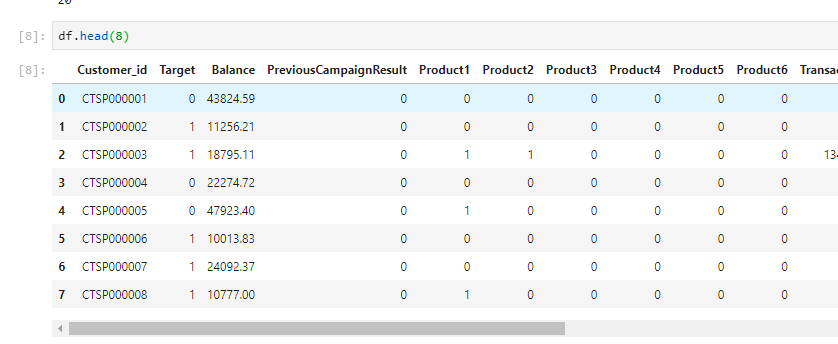 20
[8]: df.head(8)
[8]: Customer_id Target Balance PreviousCampaignResult Product1 Product2 Product3 Product4 Product5 Product6 Transac
0 CTSP000001 0 43824.59 0 0 0 0 0 0 0
1 CTSP000002 1 11256.21 0 0 0 0 0 0 0
2 CTSP000003 1 18795.11 0 1 1 0 0 0 0 134
3 CTSP000004 0 22274.72 0 0 0 0 0 0 0
4 CTSP000005 0 47923.40 0 1 0 0 0 0 0
5 CTSP000006 1 10013.83 0 0 0 0 0 0 0
6 CTSP000007 1 24092.37 0 0 0 0 0 0 0
7 CTSP000008 1 10777.00 0 1 0 0 0 0 0